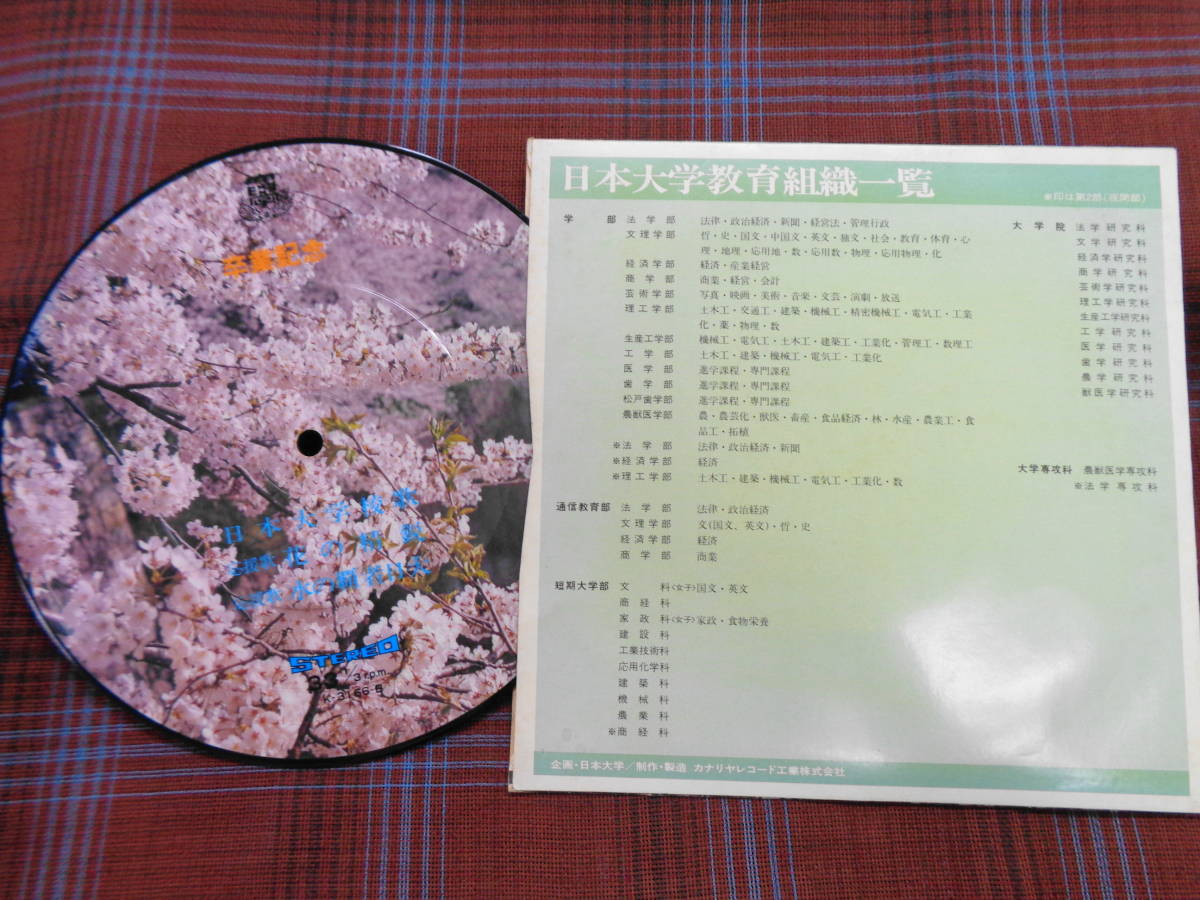 卒業記念
日本大学校歌
応援歌 花の精鋭
応援歌 水の覇者日大
STEREO
33 1/3 r.p.m.
K-3166-B
日本大学教育組織一覧
※印は第2部(夜間部)
学部 法学部 法律・政治経済・新聞・経営法・管理行政
文理学部 哲・史・国文・中国文・英文・独文・社会・教育・体育・心
理・地理・応用地・数・応用数・物理・応用物理・化
経済学部 経済・産業経営
商学部 商業・経営・会計
芸術学部 写真・映画・美術・音楽・文芸・演劇・放送
理工学部 土木工・交通工・建築・機械工・精密機械工・電気工・工業
化・薬・物理・数
生産工学部 機械工・電気工・土木工・建築工・工業化・管理工・数理工
工学部 土木工・建築・機械工・電気工・工業化
医学部 進学課程・専門課程
歯学部 進学課程・専門課程
松戸歯学部 進学課程・専門課程
農獣医学部 農・農芸化・獣医・畜産・食品経済・林・水産・農業工・食
品工・拓植
※法学部 法律・政治経済・新聞
※経済学部 経済
※理工学部 土木工・建築・機械工・電気工・工業化・数
通信教育部 法学部 法律・政治経済
文理学部 文(国文、英文)・哲・史
経済学部 経済
商学部 商業
短期大学部 文科〈女子〉国文・英文
商経科
家政科〈女子〉家政・食物栄養
建設科
工業技術科
応用化学科
建築科
機械科
農業科
※商経科
大学院 法学研究科
文学研究科
経済学研究科
商学研究科
芸術学研究科
理工学研究科
生産工学研究科
工学研究科
医学研究科
歯学研究科
農学研究科
獣医学研究科
大学専攻科 農獣医学専攻科
※法学専攻科
企画・日本大学/制作・製造 カナリヤレコード工業株式会社